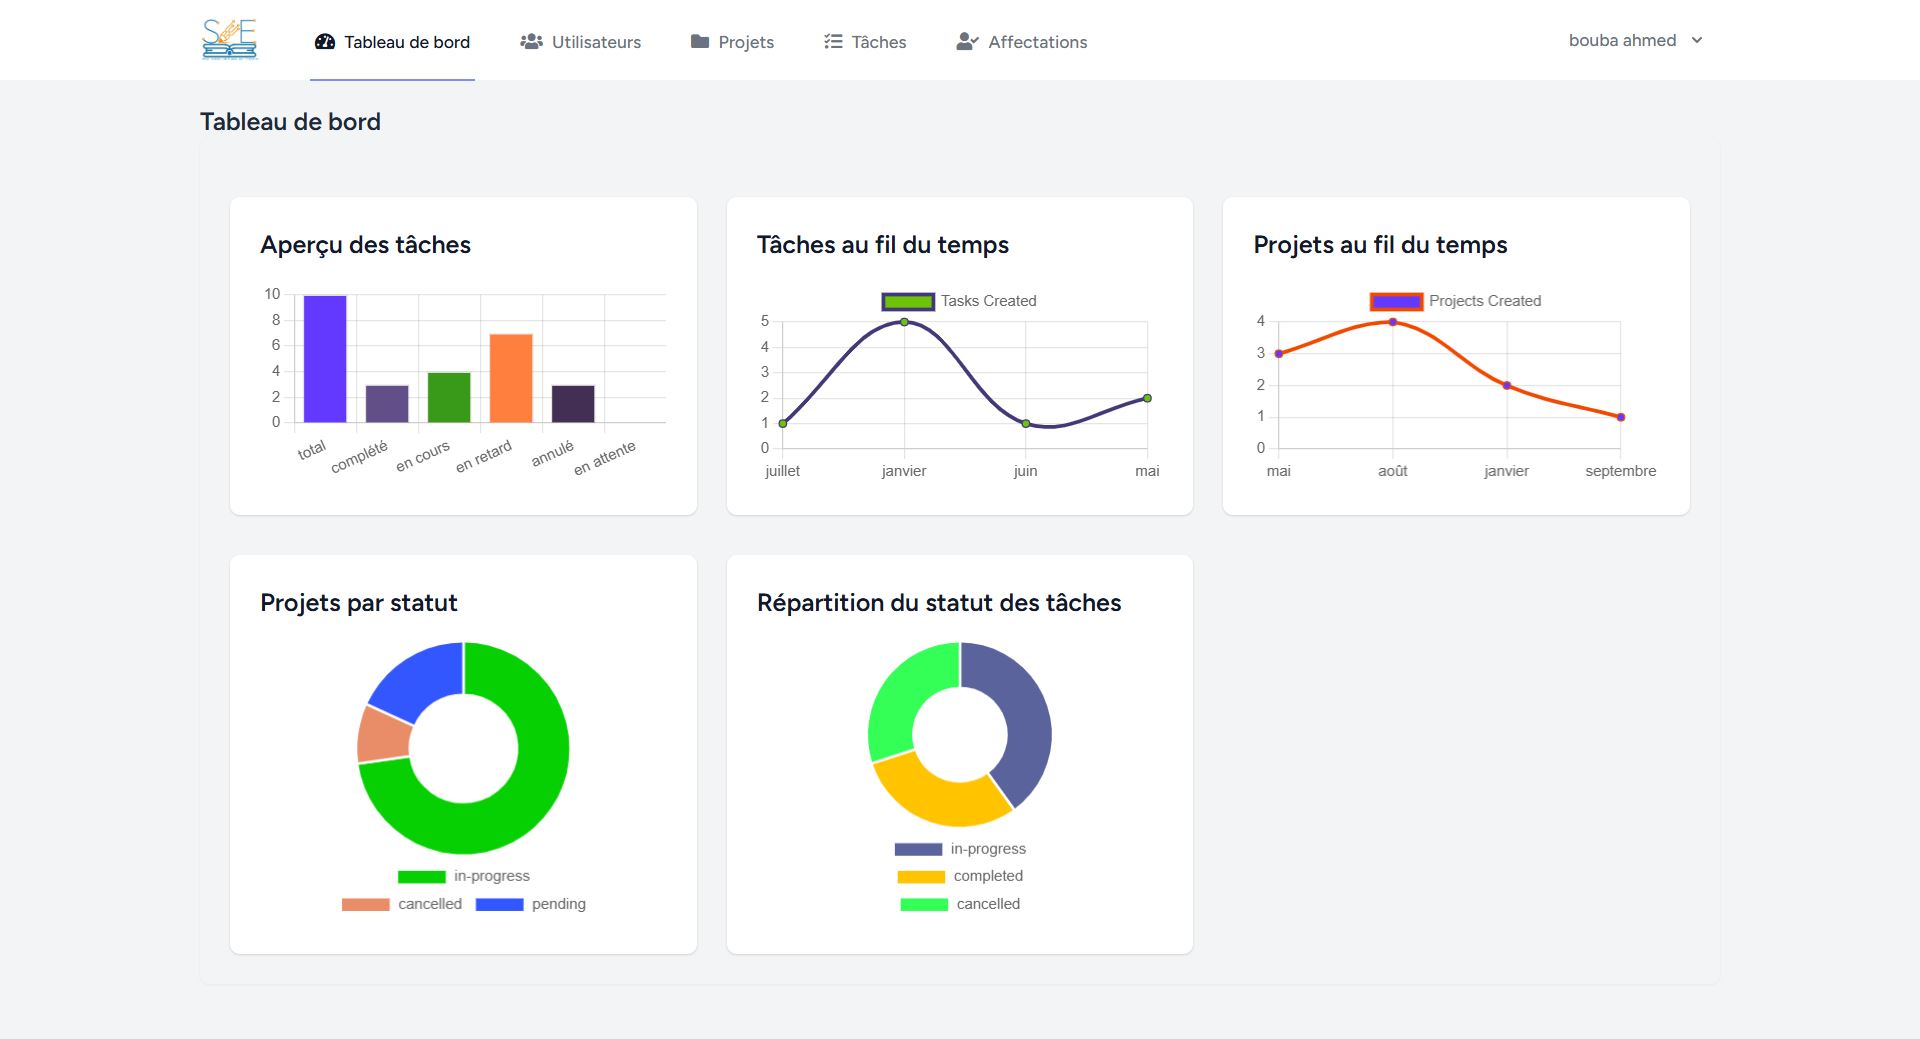 S E
Tableau de bord
Utilisateurs
Projets
Tâches
Affectations
bouba ahmed
Tableau de bord
Aperçu des tâches
10
8
6
4
2
0
total
complété
en cours
en retard
annulé
en attente
Tâches au fil du temps
Tasks Created
5
4
3
2
1
0
juillet
janvier
juin
mai
Projets au fil du temps
Projects Created
4
3
2
1
0
mai
août
janvier
septembre
Projets par statut
in-progress
cancelled
pending
Répartition du statut des tâches
in-progress
completed
cancelled